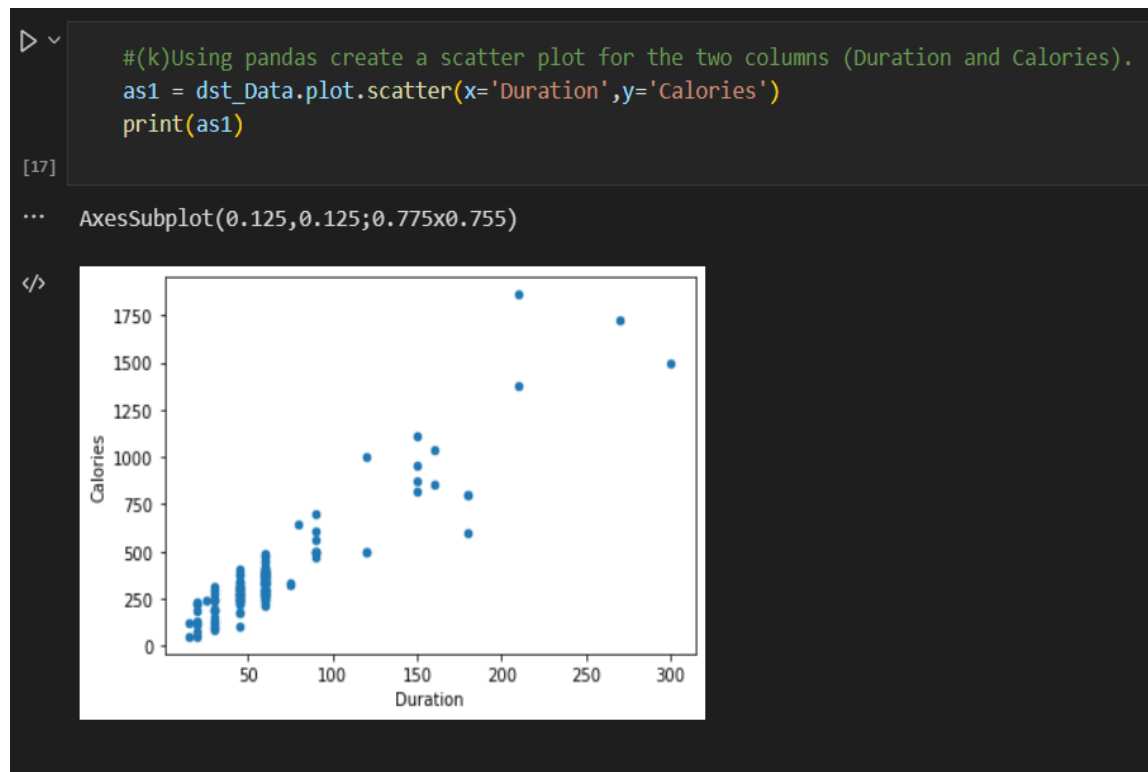 #(k)Using pandas create a scatter plot for the two columns (Duration and Calories).
as1 = dst_Data.plot.scatter(x='Duration',y='Calories')
print(as1)
[17]
...
AxesSubplot(0.125,0.125;0.775x0.755)
</>
1750
1500
1250
1000
750
500
250
0
Calories
50 100 150 200 250 300
Duration